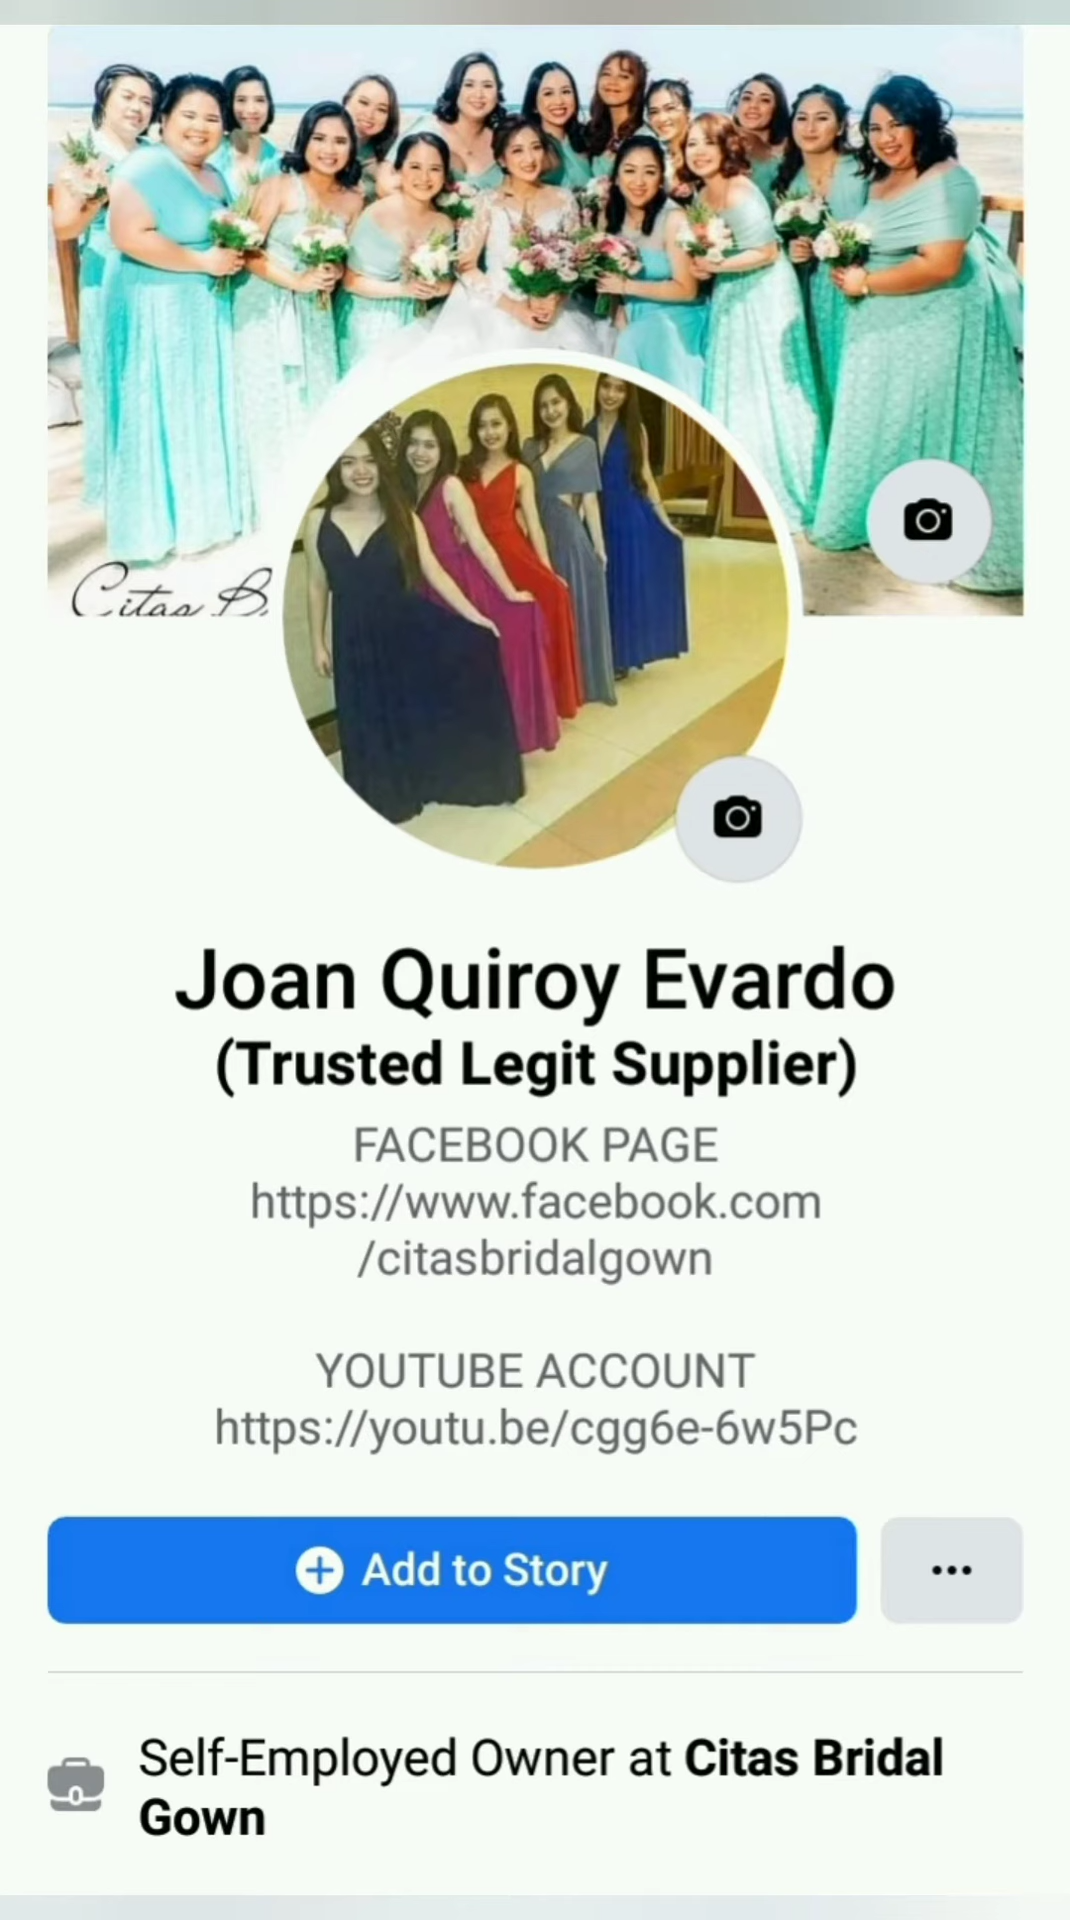 Citas B.
Joan Quiroy Evardo
(Trusted Legit Supplier)
FACEBOOK PAGE
https://www.facebook.com
/citasbridalgown
YOUTUBE ACCOUNT
https://youtu.be/cgg6e-6w5Pc
Add to Story
Self-Employed Owner at Citas Bridal
Gown